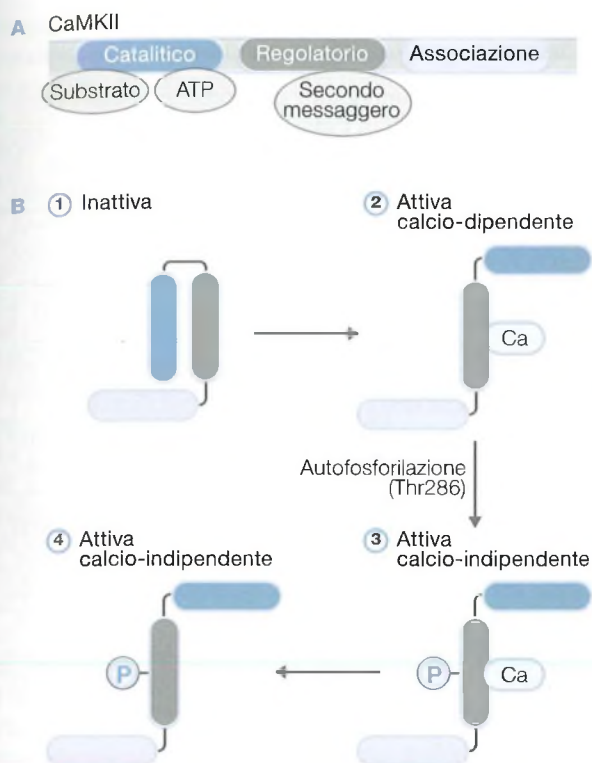 A CaMKII
Catalitico Regolatorio Associazione
Substrato ATP Secondo
messaggero
B 1 Inattiva
2 Attiva
calcio-dipendente
Ca
Autofosforilazione
(Thr286)
4 Attiva
calcio-indipendente
3 Attiva
calcio-indipendente
P
P Ca